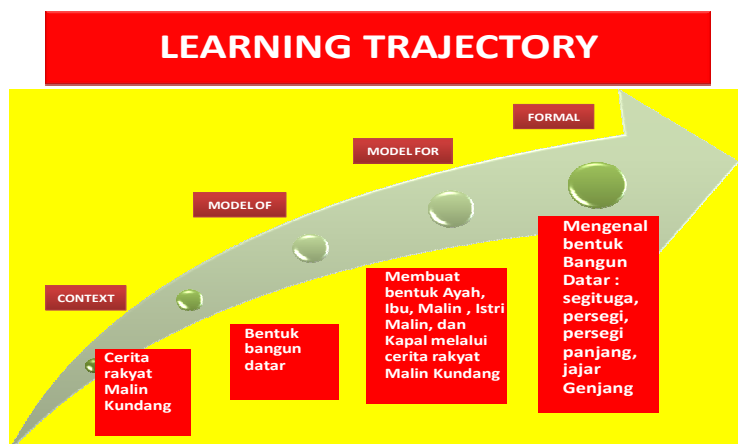 LEARNING TRAJECTORY
CONTEXT
Cerita
rakyat
Malin
Kundang
MODEL OF
Bentuk
bangun
datar
MODEL FOR
Membuat
bentuk Ayah,
Ibu, Malin , Istri
Malin, dan
Kapal melalui
cerita rakyat
Malin Kundang
FORMAL
Mengenal
bentuk
Bangun
Datar :
segituga,
persegi,
persegi
panjang,
jajar
Genjang